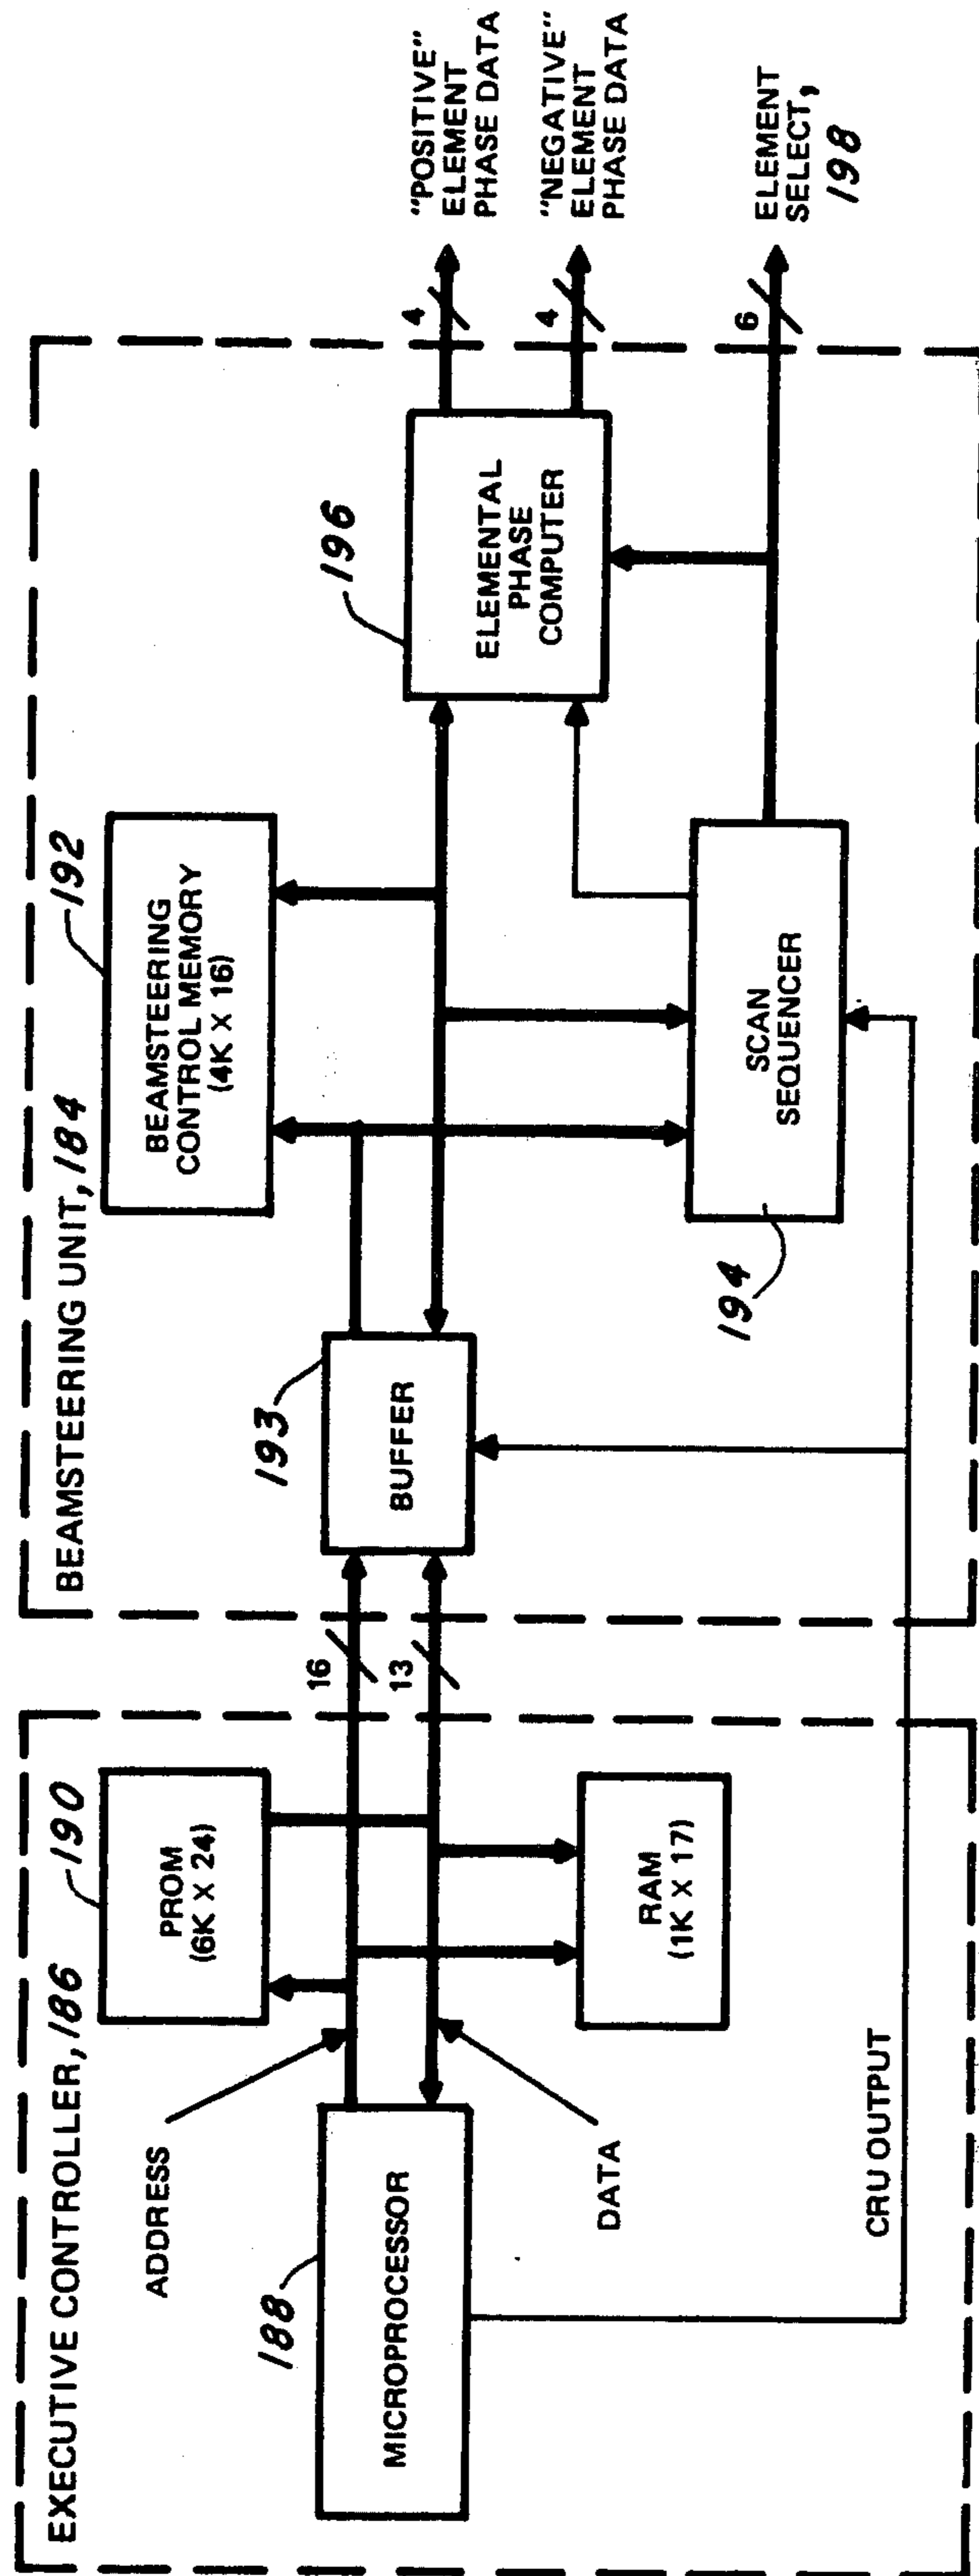 EXECUTIVE CONTROLLER, 186
188
MICROPROCESSOR
ADDRESS
DATA
190
PROM
(6K X 24)
RAM
(1K X 17)
CRU OUTPUT
16
13
BEAMSTEERING UNIT, 184
193
BUFFER
192
BEAMSTEERING
CONTROL MEMORY
(4K X 16)
194
SCAN
SEQUENCER
196
ELEMENTAL
PHASE
COMPUTER
4
4
6
"POSITIVE"
ELEMENT
PHASE DATA
"NEGATIVE"
ELEMENT
PHASE DATA
ELEMENT
SELECT,
198